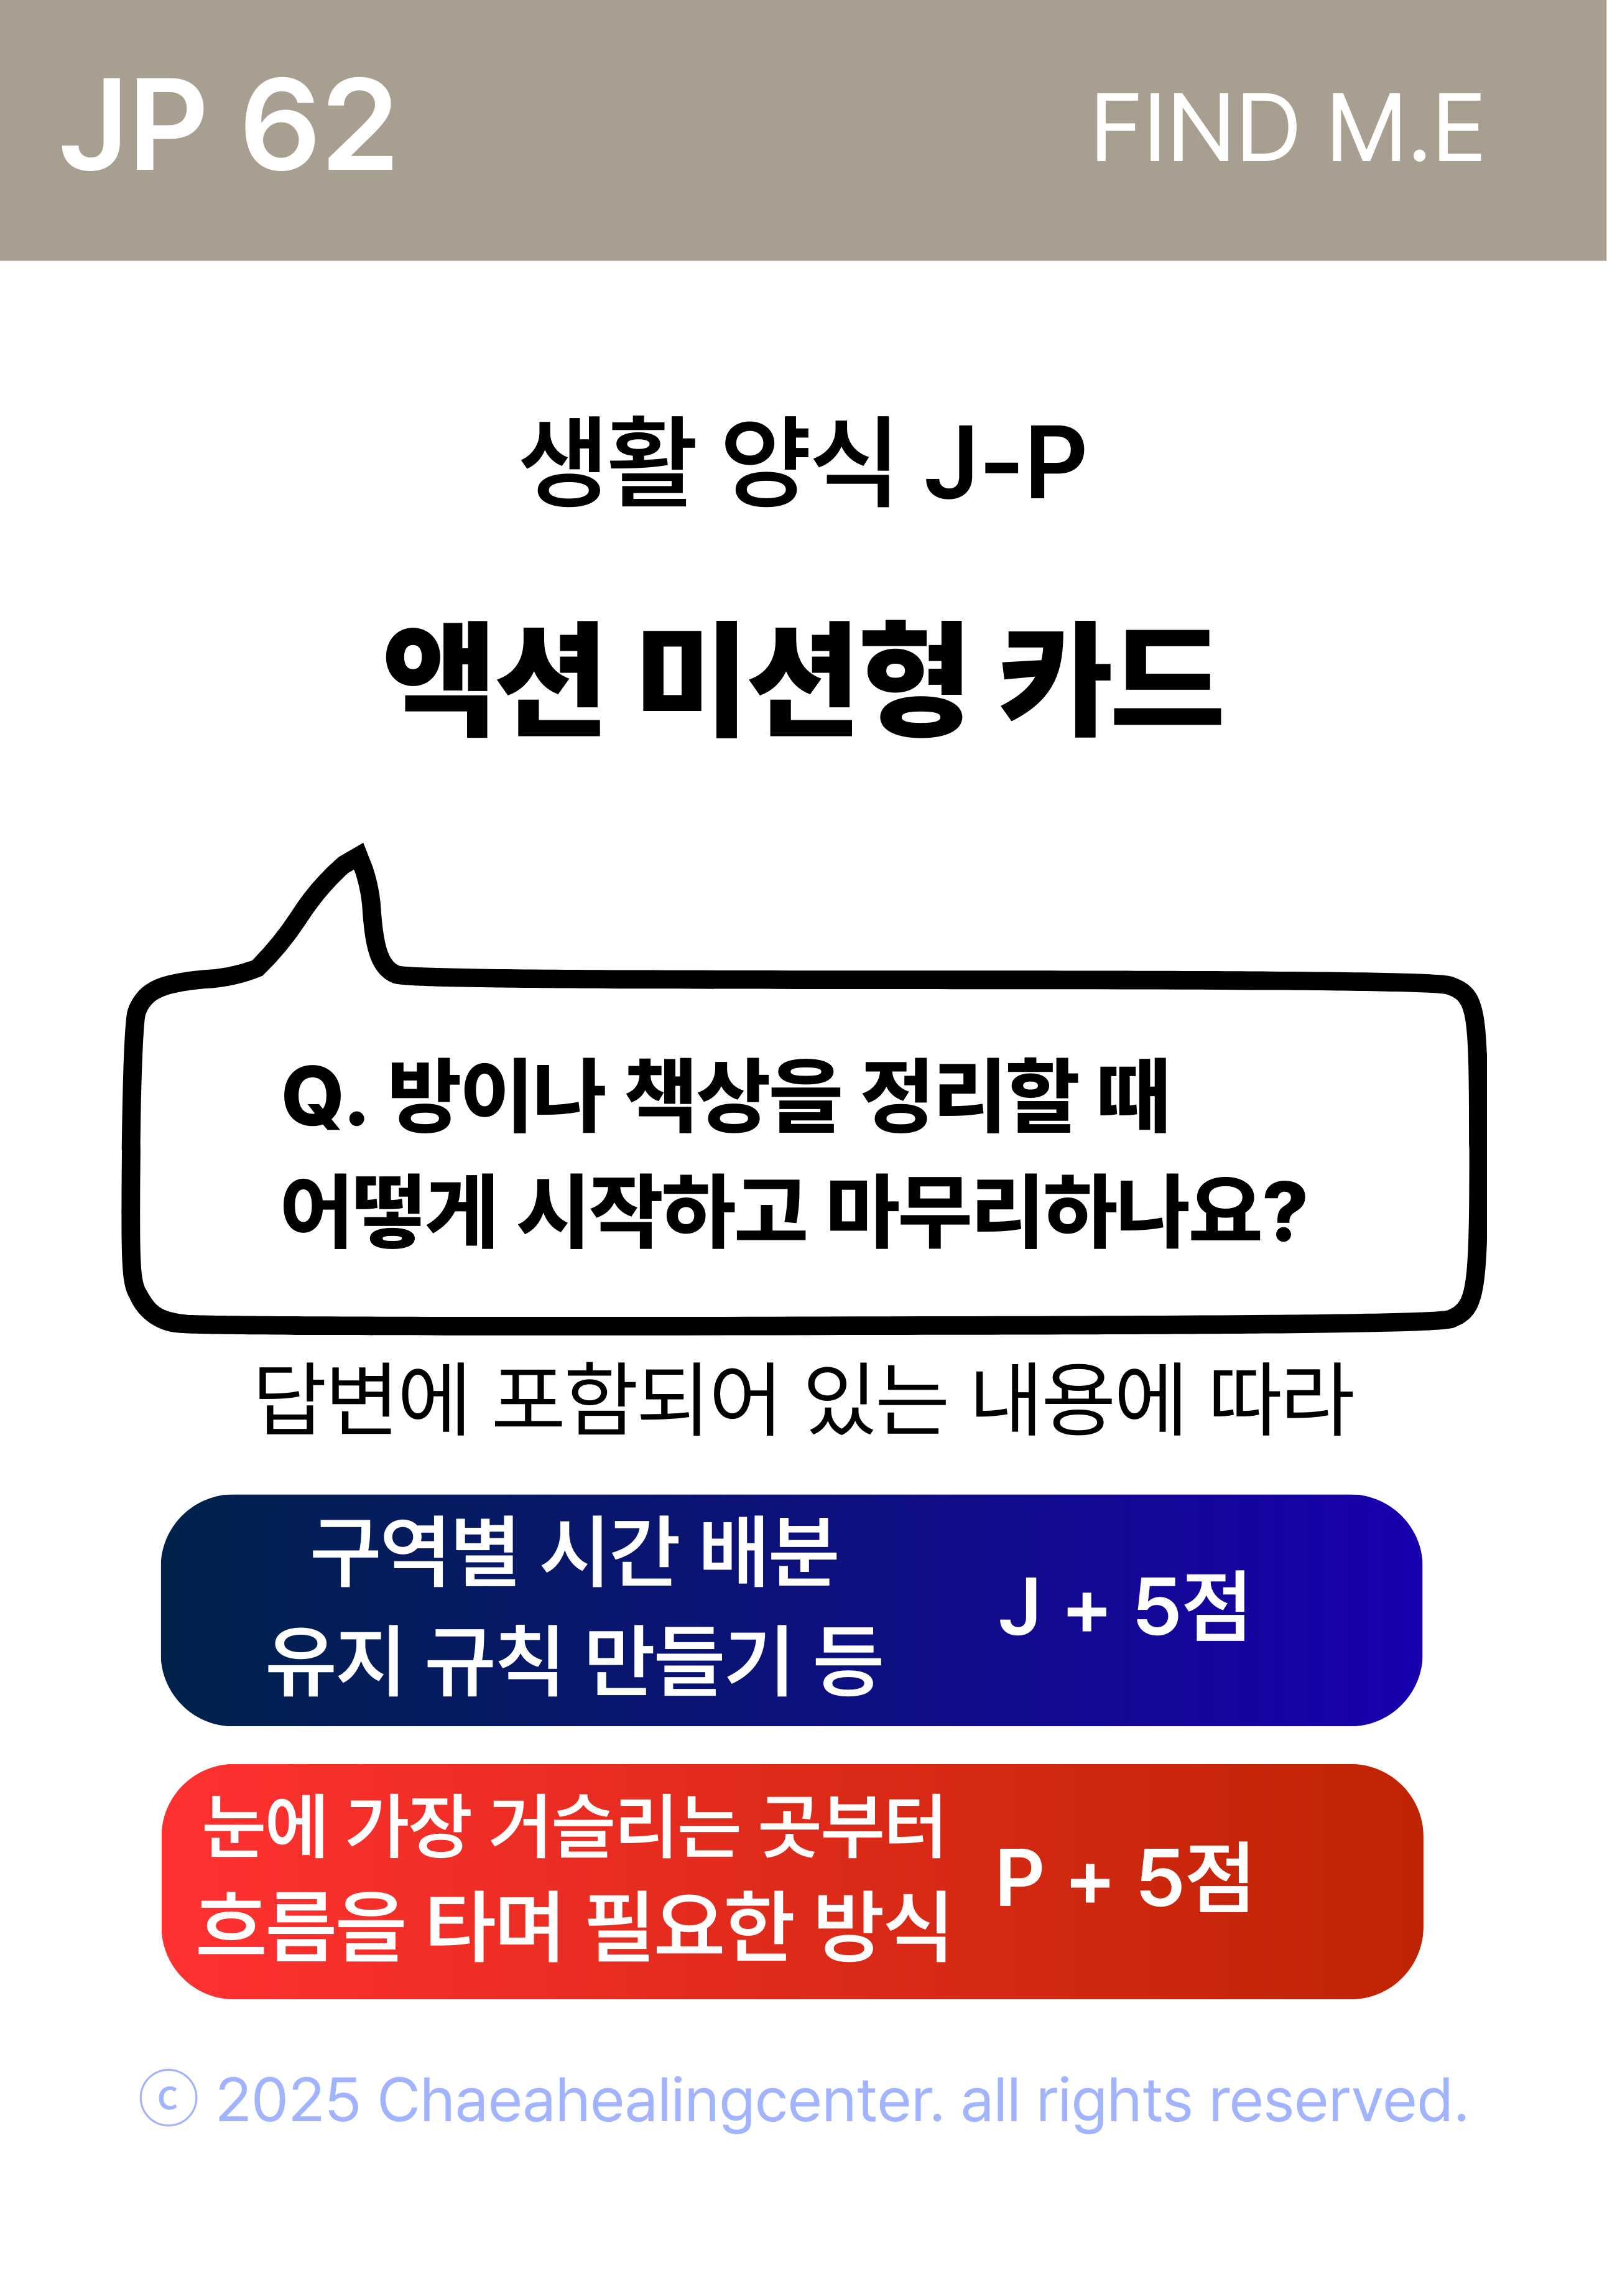 JP 62
FIND M.E
생활 양식 J-P
액션 미션형 카드
Q. 방이나 책상을 정리할 때
어떻게 시작하고 마무리하나요?
답변에 포함되어 있는 내용에 따라
구역별 시간 배분
유지 규칙 만들기 등
J + 5점
눈에 가장 거슬리는 곳부터
흐름을 타며 필요한 방식
P + 5점
ⓒ 2025 Chaeahealingcenter. all rights reserved.